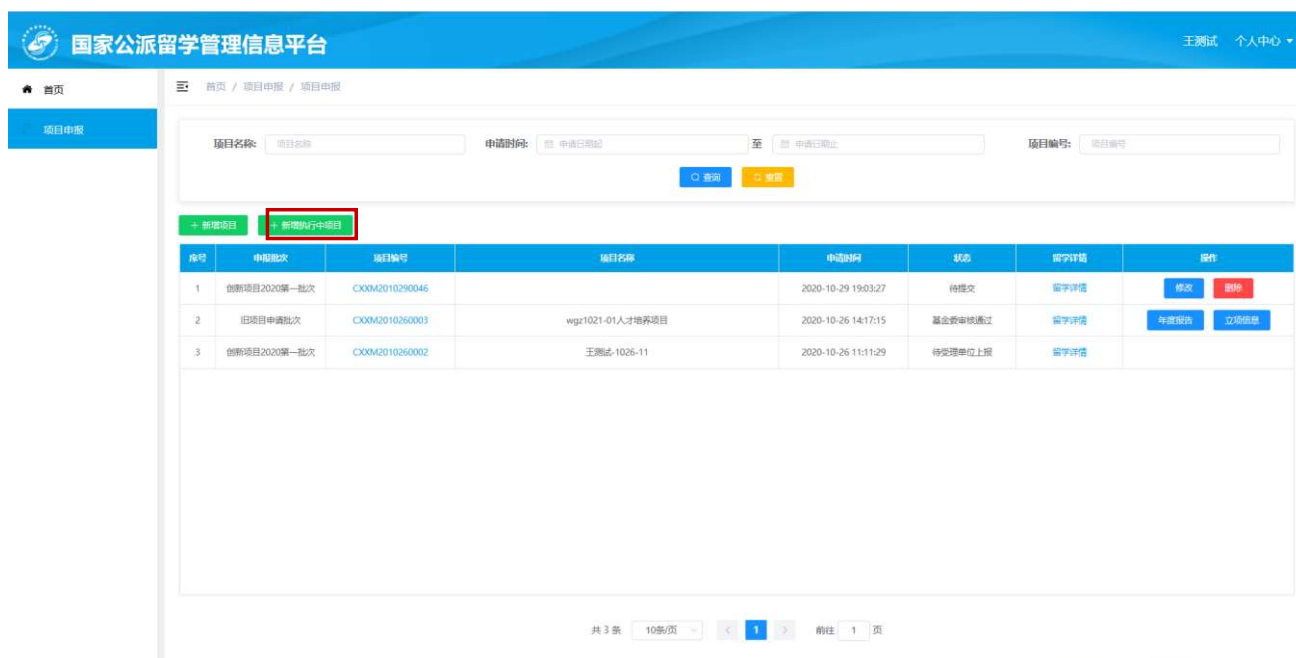 国家公派留学管理信息平台
王测试 个人中心
首页
首页 / 项目申报 / 项目申报
项目申报
项目名称: 项目名称 申请时间: 申请日期起 至 申请日期止 项目编号: 项目编号
查询 重置
+ 新增项目 + 新增执行中项目
序号 申报批次 项目编号 项目名称 申请时间 状态 留学详情 操作
1 创新项目2020第一批次 CXXM2010290046 2020-10-29 19:03:27 待提交 留学详情 修改 删除
2 旧项目申请批次 CXXM2010260003 wgz1021-01人才培养项目 2020-10-26 14:17:15 基金委审核通过 留学详情 年度报告 立项信息
3 创新项目2020第一批次 CXXM2010260002 王测试-1026-11 2020-10-26 11:11:29 待受理单位上报 留学详情
共 3 条 10条/页 < 1 > 前往 1 页